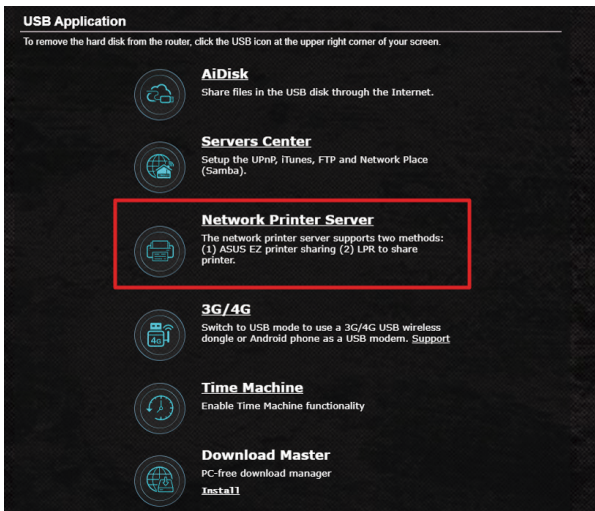 USB Application
To remove the hard disk from the router, click the USB icon at the upper right corner of your screen.
AiDisk
Share files in the USB disk through the Internet.
Servers Center
Setup the UPnP, iTunes, FTP and Network Place
(Samba).
Network Printer Server
The network printer server supports two methods:
(1) ASUS EZ printer sharing (2) LPR to share
printer.
3G/4G
4G
Switch to USB mode to use a 3G/4G USB wireless
dongle or Android phone as a USB modem. Support
Time Machine
Enable Time Machine functionality
Download Master
PC-free download manager
Install